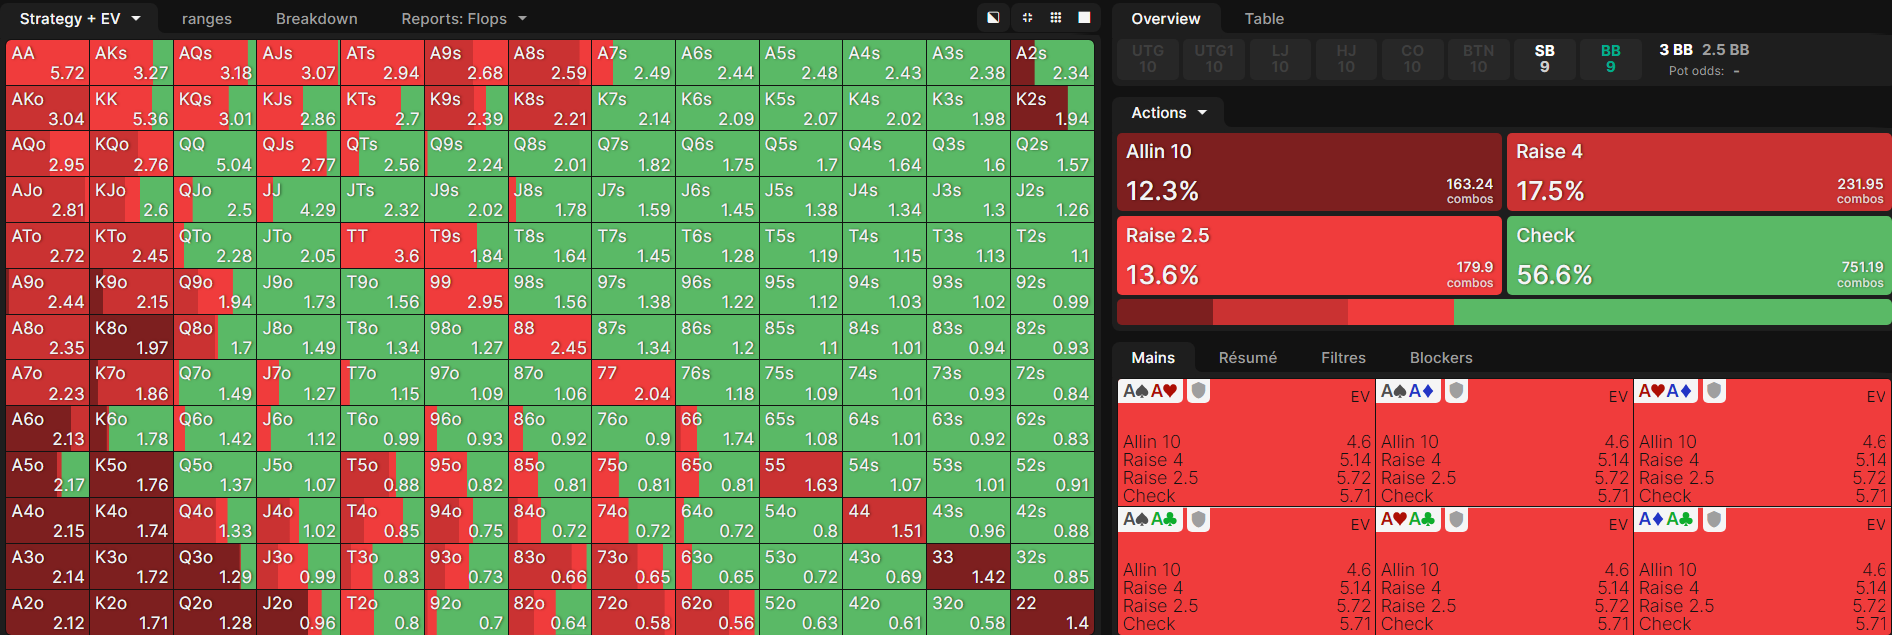 Strategy + EV ranges Breakdown Reports: Flops
AA 5.72 AKs 3.27 AQs 3.18 AJs 3.07 ATs 2.94 A9s 2.68 A8s 2.59 A7s 2.49 A6s 2.44 A5s 2.48 A4s 2.43 A3s 2.38 A2s 2.34
AKo 3.04 KK 5.36 KQs 3.01 KJs 2.86 KTs 2.7 K9s 2.39 K8s 2.21 K7s 2.14 K6s 2.09 K5s 2.07 K4s 2.02 K3s 1.98 K2s 1.94
AQo 2.95 KQo 2.76 QQ 5.04 QJs 2.77 QTs 2.56 Q9s 2.24 Q8s 2.01 Q7s 1.82 Q6s 1.75 Q5s 1.7 Q4s 1.64 Q3s 1.6 Q2s 1.57
AJo 2.81 KJo 2.6 QJo 2.5 JJ 4.29 JTs 2.32 J9s 2.02 J8s 1.78 J7s 1.59 J6s 1.45 J5s 1.38 J4s 1.34 J3s 1.3 J2s 1.26
ATo 2.72 KTo 2.45 QTo 2.28 JTo 2.05 TT 3.6 T9s 1.84 T8s 1.64 T7s 1.45 T6s 1.28 T5s 1.19 T4s 1.15 T3s 1.13 T2s 1.1
A9o 2.44 K9o 2.15 Q9o 1.94 J9o 1.73 T9o 1.56 99 2.95 98s 1.56 97s 1.38 96s 1.22 95s 1.12 94s 1.03 93s 1.02 92s 0.99
A8o 2.35 K8o 1.97 Q8o 1.7 J8o 1.49 T8o 1.34 98o 1.27 88 2.45 87s 1.34 86s 1.2 85s 1.1 84s 1.01 83s 0.94 82s 0.93
A7o 2.23 K7o 1.86 Q7o 1.49 J7o 1.27 T7o 1.15 97o 1.09 87o 1.06 77 2.04 76s 1.18 75s 1.09 74s 1.01 73s 0.93 72s 0.84
A6o 2.13 K6o 1.78 Q6o 1.42 J6o 1.12 T6o 0.99 96o 0.93 86o 0.92 76o 0.9 66 1.74 65s 1.08 64s 1.01 63s 0.92 62s 0.83
A5o 2.17 K5o 1.76 Q5o 1.37 J5o 1.07 T5o 0.88 95o 0.82 85o 0.81 75o 0.81 65o 0.81 55 1.63 54s 1.07 53s 1.01 52s 0.91
A4o 2.15 K4o 1.74 Q4o 1.33 J4o 1.02 T4o 0.85 94o 0.75 84o 0.72 74o 0.72 64o 0.72 54o 0.8 44 1.51 43s 0.96 42s 0.88
A3o 2.14 K3o 1.72 Q3o 1.29 J3o 0.99 T3o 0.83 93o 0.73 83o 0.66 73o 0.65 63o 0.65 53o 0.72 43o 0.69 33 1.42 32s 0.85
A2o 2.12 K2o 1.71 Q2o 1.28 J2o 0.96 T2o 0.8 92o 0.7 82o 0.64 72o 0.58 62o 0.56 52o 0.63 42o 0.61 32o 0.58 22 1.4
Overview Table
UTG UTG1 LJ HJ CO BTN SB BB 3 BB 2.5 BB
10 10 10 10 10 10 9 9 Pot odds: -
Actions
Allin 10 Raise 4
12.3% 163.24 combos 17.5% 231.95 combos
Raise 2.5 Check
13.6% 179.9 combos 56.6% 751.19 combos
Mains Résumé Filtres Blockers
A♠A♥ EV A♠A♦ EV A♥A♦ EV
Allin 10 4.6 Allin 10 4.6 Allin 10 4.6
Raise 4 5.14 Raise 4 5.14 Raise 4 5.14
Raise 2.5 5.72 Raise 2.5 5.72 Raise 2.5 5.72
Check 5.71 Check 5.71 Check 5.71
A♠A♣ EV A♥A♣ EV A♦A♣ EV
Allin 10 4.6 Allin 10 4.6 Allin 10 4.6
Raise 4 5.14 Raise 4 5.14 Raise 4 5.14
Raise 2.5 5.72 Raise 2.5 5.72 Raise 2.5 5.72
Check 5.71 Check 5.71 Check 5.71